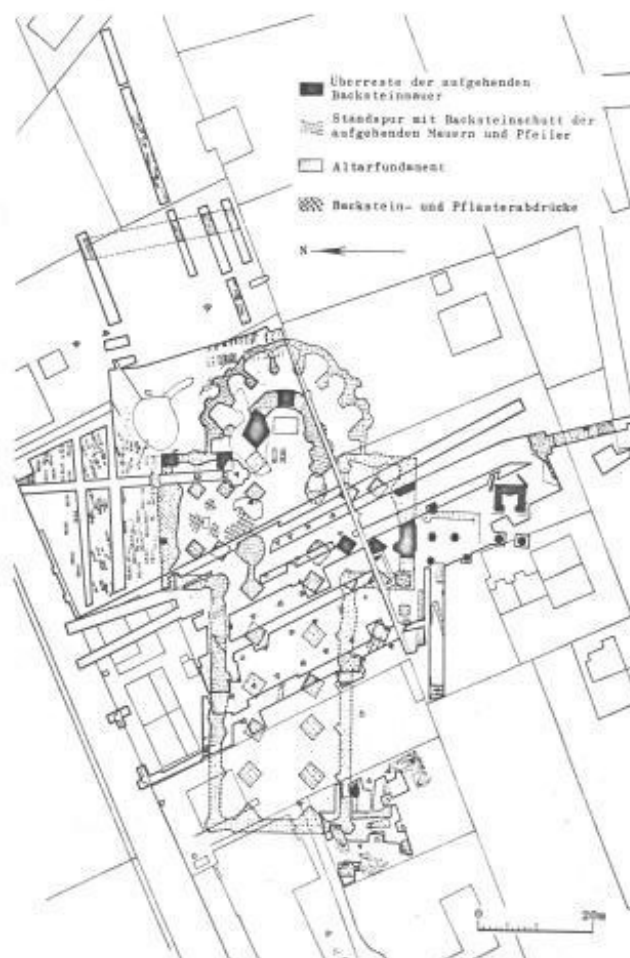 Überreste der aufgehenden
Backsteinmauer
Standspur mit Backsteinschutt der
aufgehenden Mauern und Pfeiler
Altarfundament
Backstein- und Pflasterabdrücke
N
0 20m